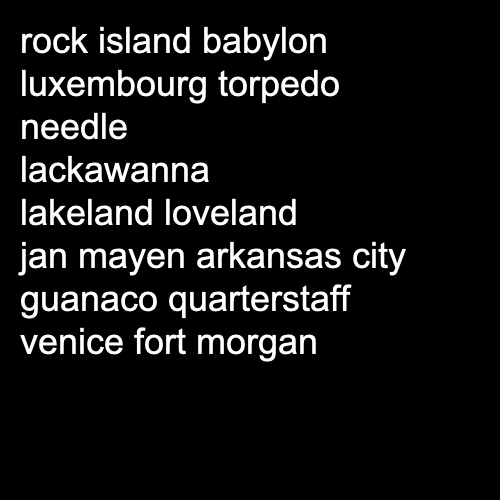 rock island babylon
luxembourg torpedo
needle
lackawanna
lakeland loveland
jan mayen arkansas city
guanaco quarterstaff
venice fort morgan